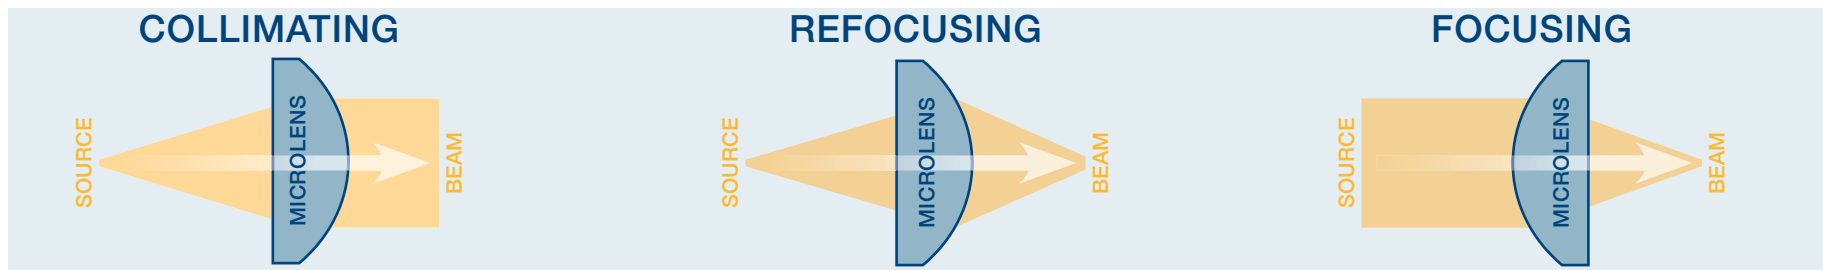 COLLIMATING
SOURCE
MICROLENS
BEAM
REFOCUSING
SOURCE
MICROLENS
BEAM
FOCUSING
SOURCE
MICROLENS
BEAM